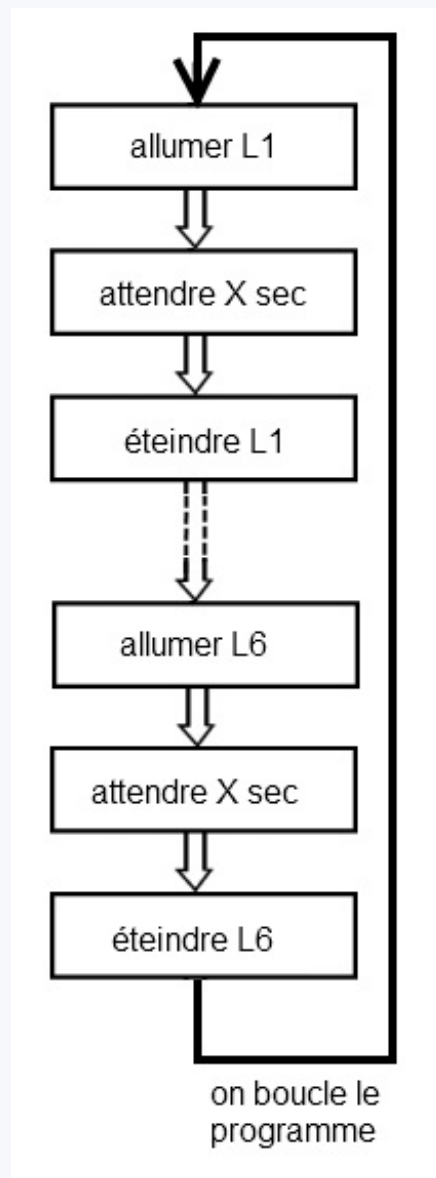 allumer L1
attendre X sec
éteindre L1
allumer L6
attendre X sec
éteindre L6
on boucle le
programme